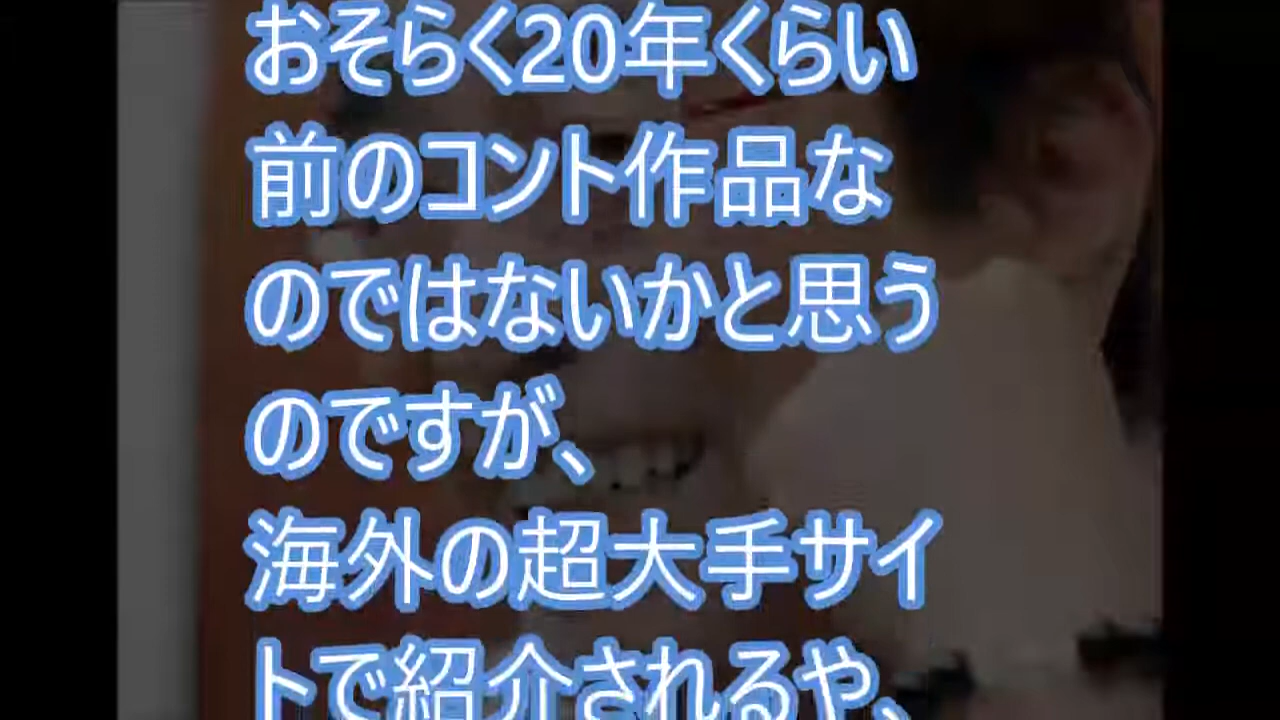 おそらく20年くらい
前のコント作品な
のではないかと思う
のですが、
海外の超大手サイ
トで紹介されるや、